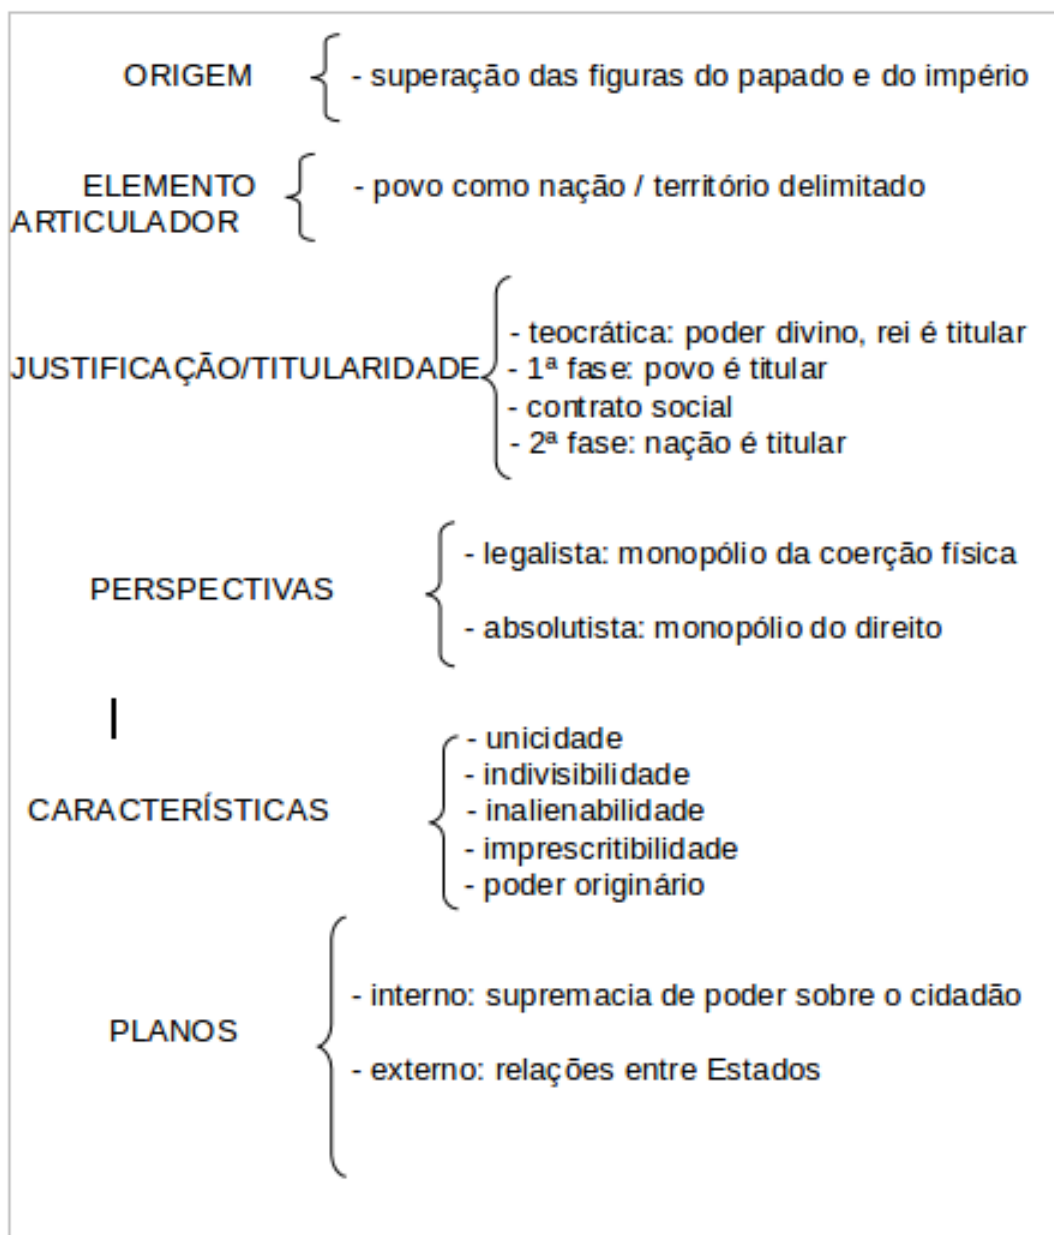 ORIGEM - superação das figuras do papado e do império
ELEMENTO - povo como nação / território delimitado
ARTICULADOR
- teocrática: poder divino, rei é titular
JUSTIFICAÇÃO/TITULARIDADE - 1ª fase: povo é titular
- contrato social
- 2ª fase: nação é titular
- legalista: monopólio da coerção física
PERSPECTIVAS
- absolutista: monopólio do direito
- unicidade
- indivisibilidade
CARACTERÍSTICAS - inalienabilidade
- imprescritibilidade
- poder originário
- interno: supremacia de poder sobre o cidadão
PLANOS
- externo: relações entre Estados